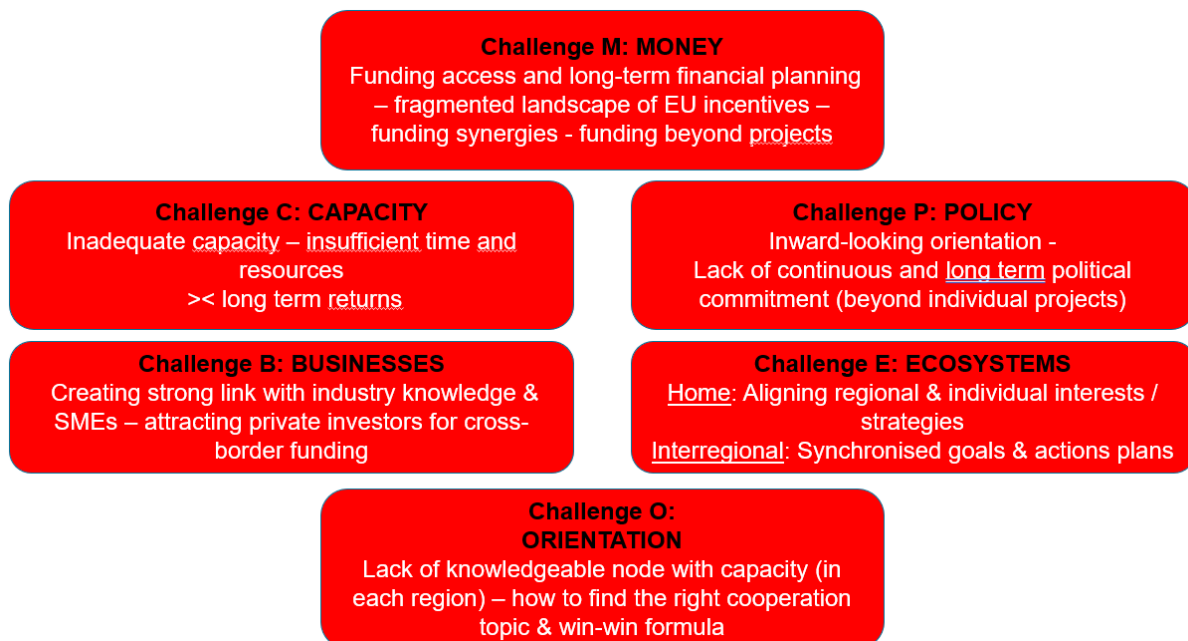 Challenge M: MONEY
Funding access and long-term financial planning
– fragmented landscape of EU incentives –
funding synergies - funding beyond projects
Challenge C: CAPACITY
Inadequate capacity – insufficient time and
resources
>< long term returns
Challenge P: POLICY
Inward-looking orientation -
Lack of continuous and long term political
commitment (beyond individual projects)
Challenge B: BUSINESSES
Creating strong link with industry knowledge &
SMEs – attracting private investors for cross-
border funding
Challenge E: ECOSYSTEMS
Home: Aligning regional & individual interests /
strategies
Interregional: Synchronised goals & actions plans
Challenge O:
ORIENTATION
Lack of knowledgeable node with capacity (in
each region) – how to find the right cooperation
topic & win-win formula